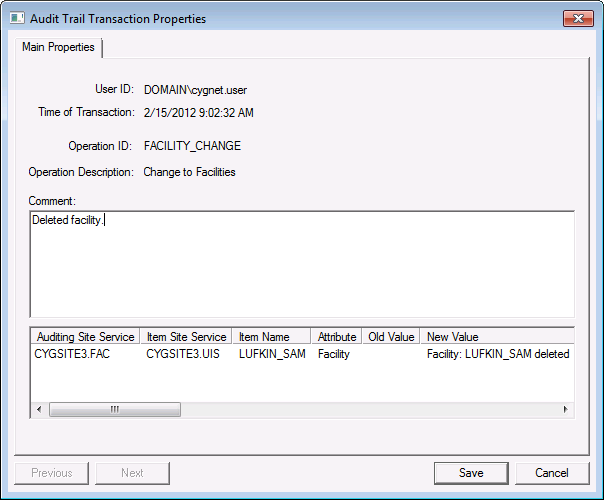 Audit Trail Transaction Properties
Main Properties
User ID: DOMAIN\cygnet.user
Time of Transaction: 2/15/2012 9:02:32 AM
Operation ID: FACILITY_CHANGE
Operation Description: Change to Facilities
Comment:
Deleted facility.
Auditing Site Service Item Site Service Item Name Attribute Old Value New Value
CYGSITE3.FAC CYGSITE3.UIS LUFKIN_SAM Facility Facility: LUFKIN_SAM deleted
Previous Next Save Cancel